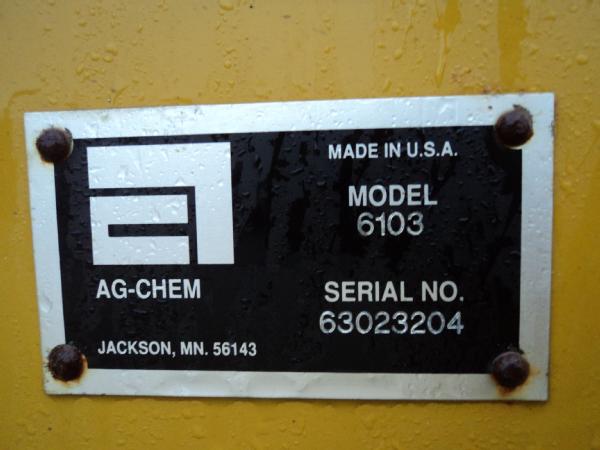 MADE IN U.S.A.
MODEL
6103
AG-CHEM
SERIAL NO.
63023204
JACKSON, MN. 56143